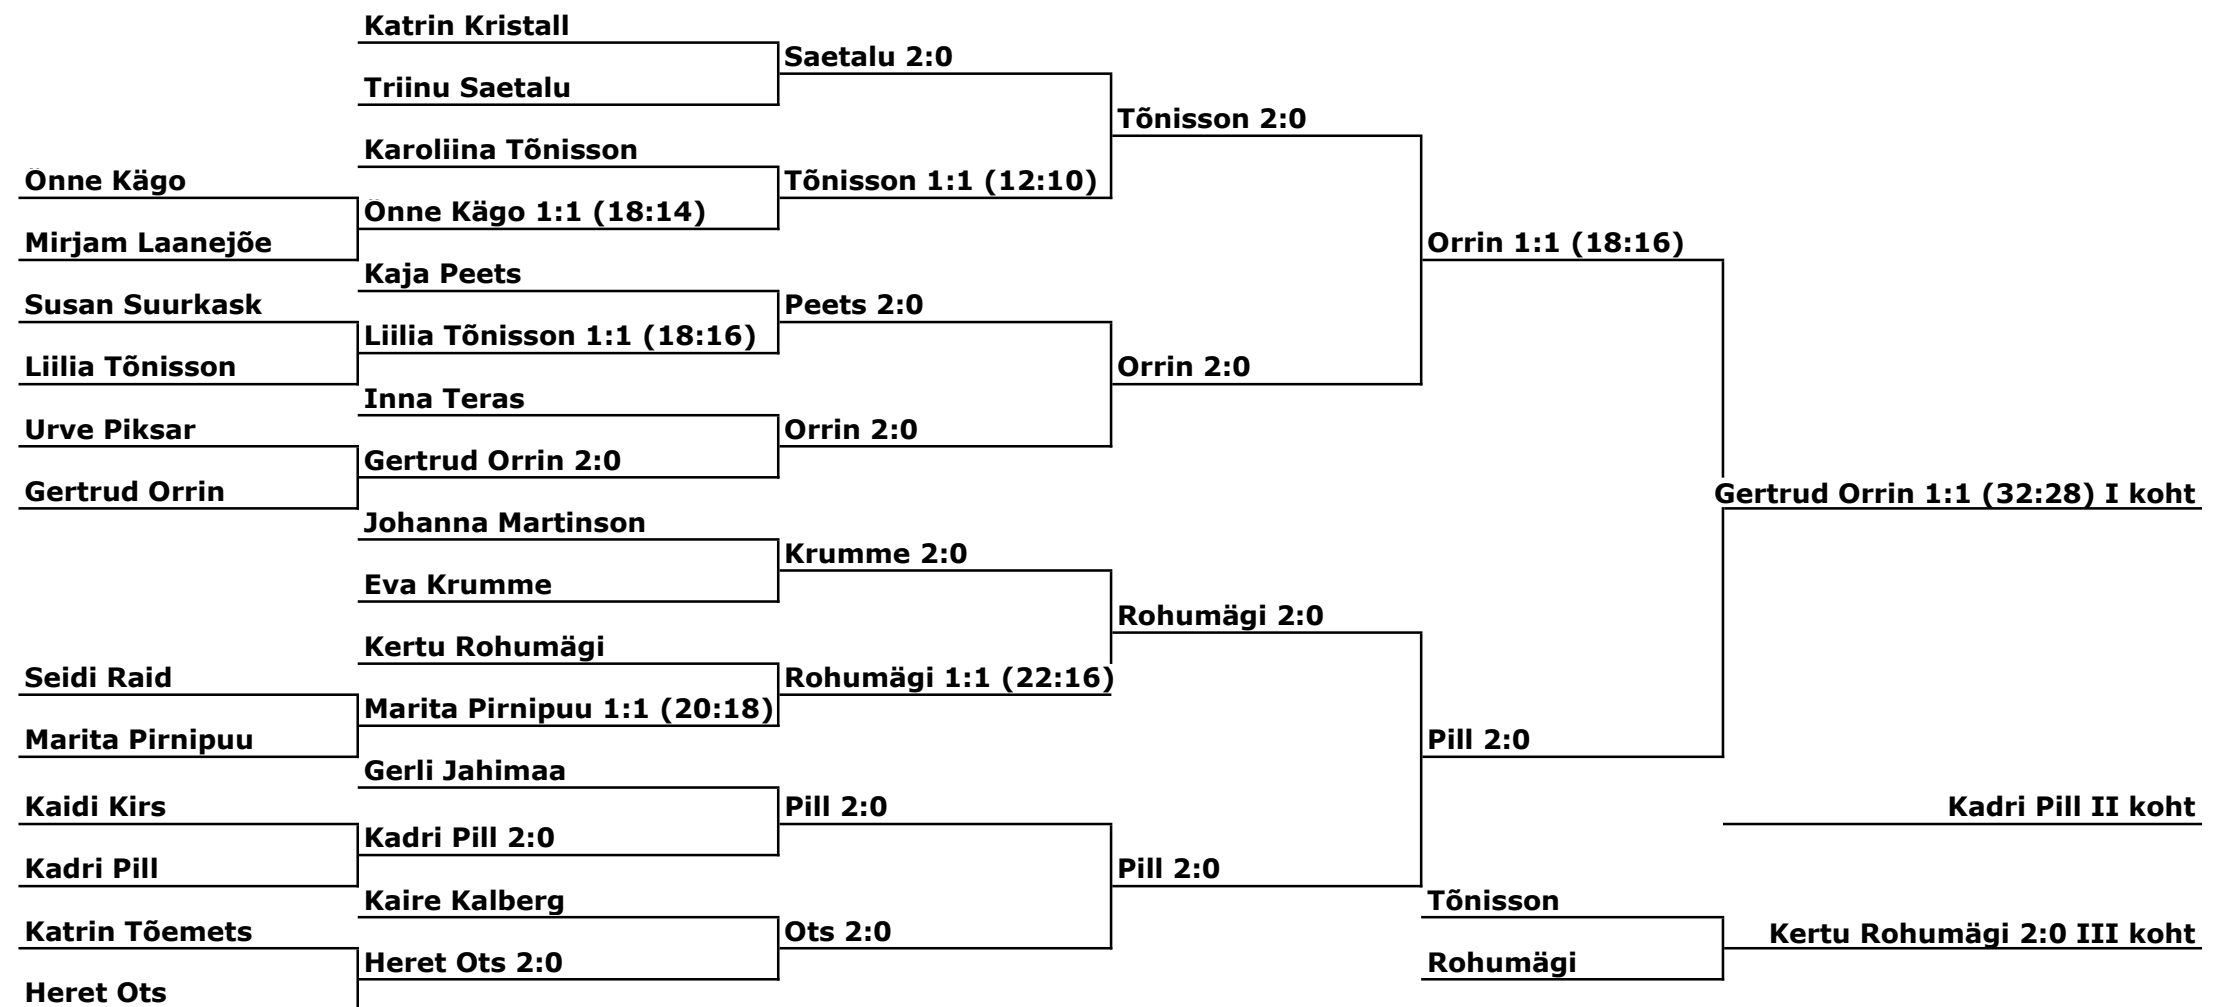 Katrin Kristall
Saetalu 2:0
Triinu Saetalu
Tõnisson 2:0
Karoliina Tõnisson
Õnne Kägo
Tõnisson 1:1 (12:10)
Õnne Kägo 1:1 (18:14)
Mirjam Laanejõe
Orrin 1:1 (18:16)
Kaja Peets
Susan Suurkask
Peets 2:0
Liilia Tõnisson 1:1 (18:16)
Liilia Tõnisson
Orrin 2:0
Inna Teras
Urve Piksar
Orrin 2:0
Gertrud Orrin 2:0
Gertrud Orrin
Gertrud Orrin 1:1 (32:28) I koht
Johanna Martinson
Krumme 2:0
Eva Krumme
Rohumägi 2:0
Kertu Rohumägi
Seidi Raid
Rohumägi 1:1 (22:16)
Marita Pirnipuu 1:1 (20:18)
Marita Pirnipuu
Pill 2:0
Gerli Jahimaa
Kaidi Kirs
Pill 2:0
Kadri Pill II koht
Kadri Pill 2:0
Kadri Pill
Pill 2:0
Kaire Kalberg
Tõnisson
Katrin Tõemets
Ots 2:0
Kertu Rohumägi 2:0 III koht
Heret Ots 2:0
Rohumägi
Heret Ots